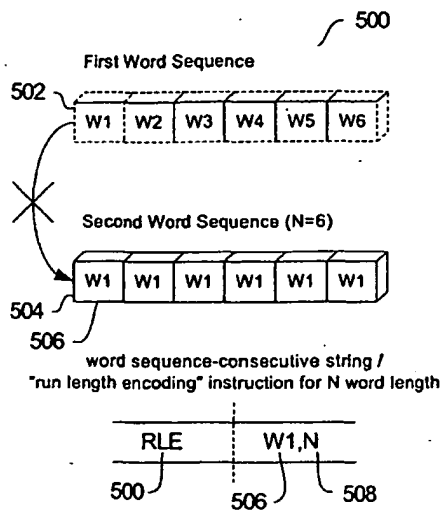 500
First Word Sequence
502
W1 W2 W3 W4 W5 W6
Second Word Sequence (N=6)
W1 W1 W1 W1 W1 W1
504
506
word sequence-consecutive string /
"run length encoding" instruction for N word length
RLE W1,N
500 506 508